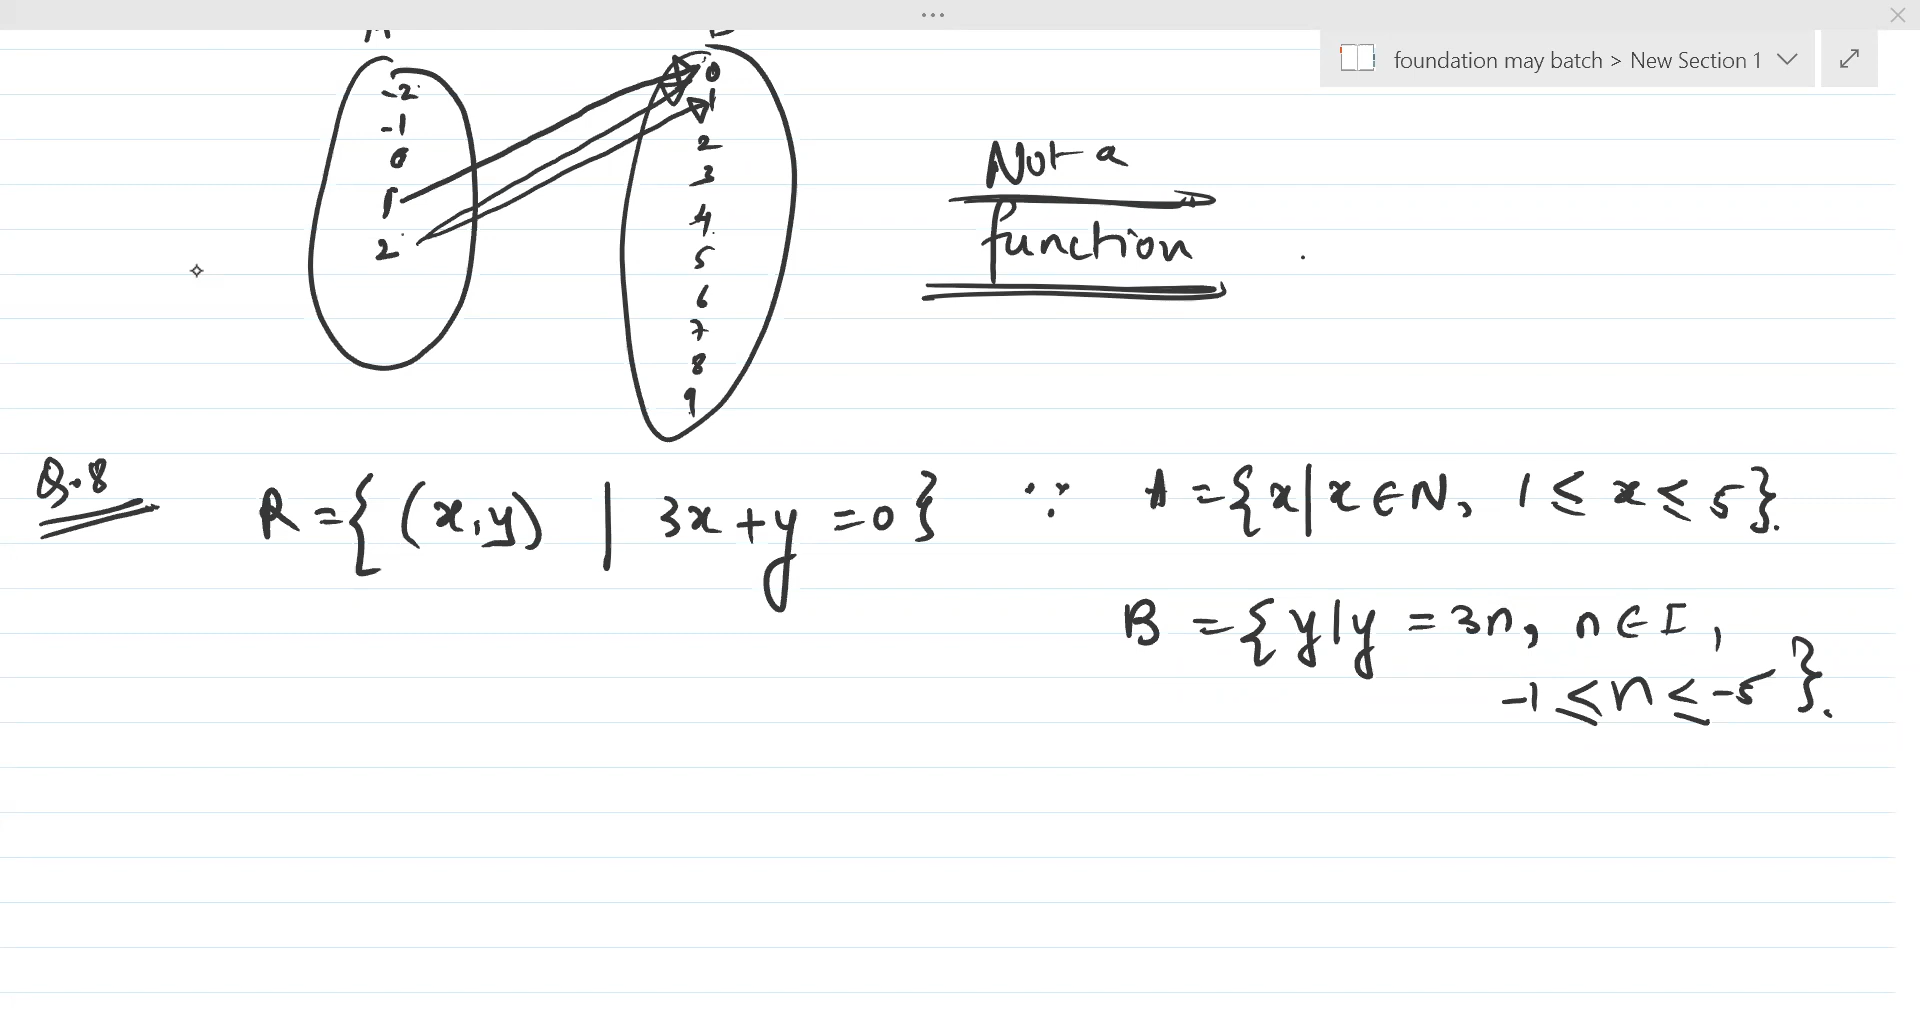 foundation may batch > New Section 1
-2
-1
0
1
2
0
1
2
3
4
5
6
7
8
9
Not a
function
Q.8
R = { (x,y) | 3x + y = 0 } ∵ A = {x | x ∈ N, 1 ≤ x ≤ 5}.
B = { y | y = 3n, n ∈ I,
-1 ≤ n ≤ -5 }.